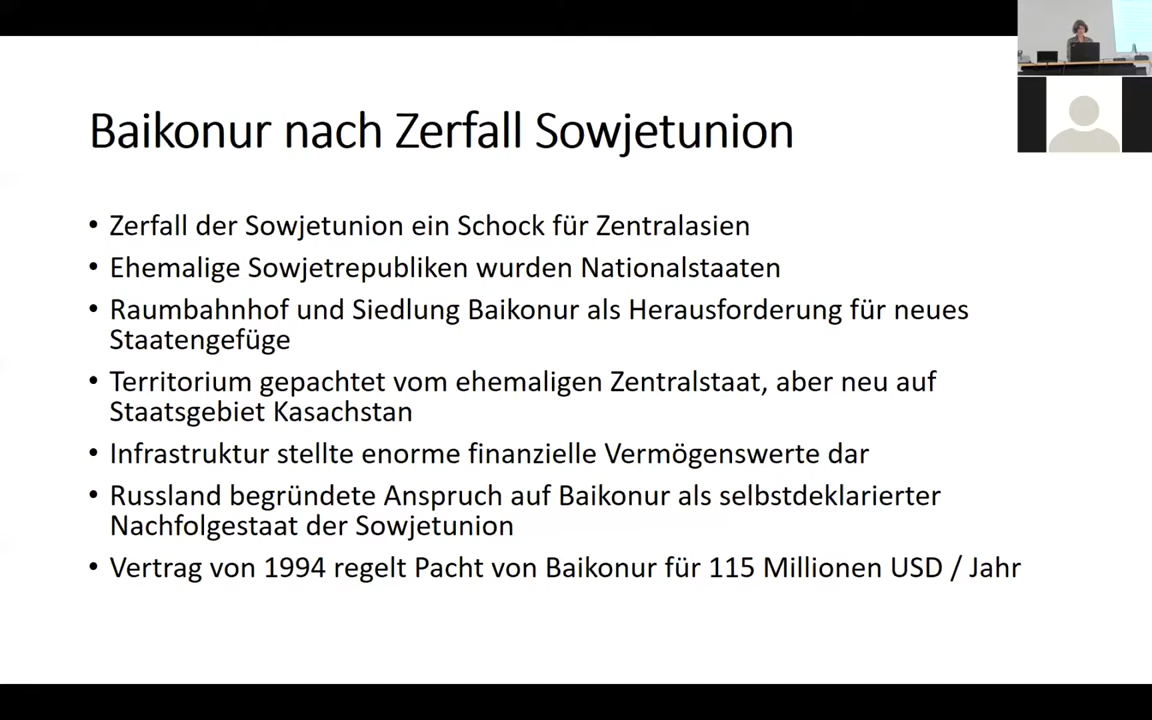 Baikonur nach Zerfall Sowjetunion
• Zerfall der Sowjetunion ein Schock für Zentralasien
• Ehemalige Sowjetrepubliken wurden Nationalstaaten
• Raumbahnhof und Siedlung Baikonur als Herausforderung für neues
Staatengefüge
• Territorium gepachtet vom ehemaligen Zentralstaat, aber neu auf
Staatsgebiet Kasachstan
• Infrastruktur stellte enorme finanzielle Vermögenswerte dar
• Russland begründete Anspruch auf Baikonur als selbstdeklarierter
Nachfolgestaat der Sowjetunion
• Vertrag von 1994 regelt Pacht von Baikonur für 115 Millionen USD / Jahr